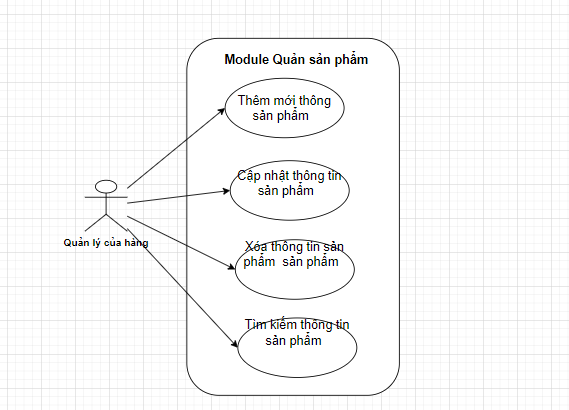 Module Quản sản phẩm
Thêm mới thông
sản phẩm
Cập nhật thông tin
sản phẩm
Quản lý của hàng
Xóa thông tin sản
phẩm sản phẩm
Tìm kiếm thông tin
sản phẩm